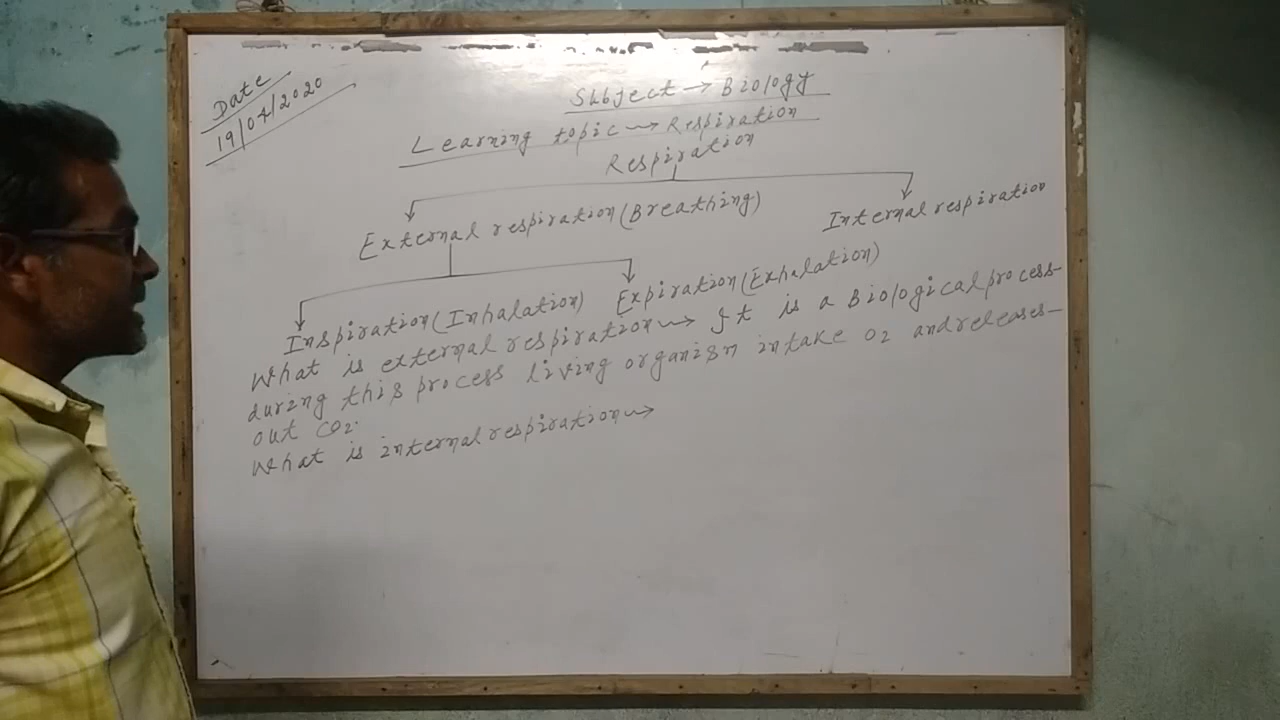 Date
19/04/2020
Subject → Biology
Learning topic → Respiration
Respiration
External respiration (Breathing)
Internal respiration
Inspiration (Inhalation)
Expiration (Exhalation)
What is external respiration → It is a Biological process-
during this process living organism intake O2 and releases-
out CO2.
What is internal respiration →